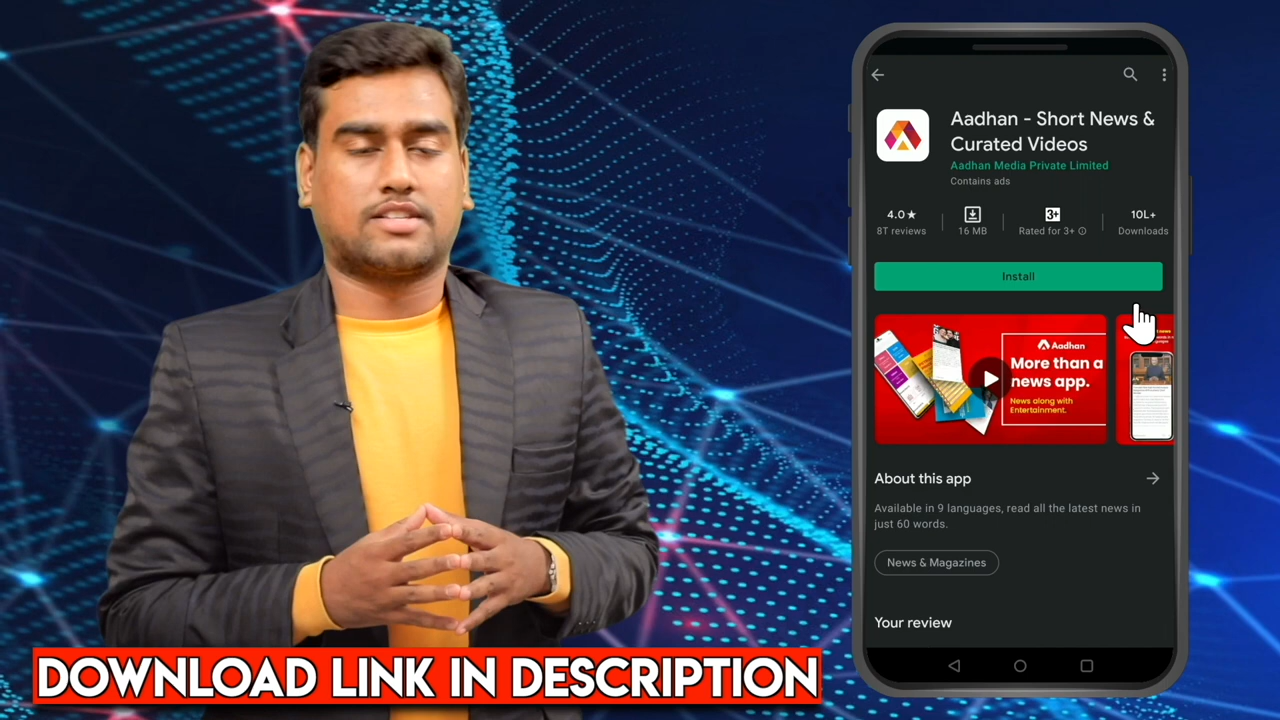 Aadhan - Short News &
Curated Videos
Aadhan Media Private Limited
Contains ads
4.0★
8T reviews
16 MB
3+
Rated for 3+
10L+
Downloads
Install
Aadhan
More than a
news app.
News along with
Entertainment.
About this app
Available in 9 languages, read all the latest news in
just 60 words.
News & Magazines
Your review
DOWNLOAD LINK IN DESCRIPTION